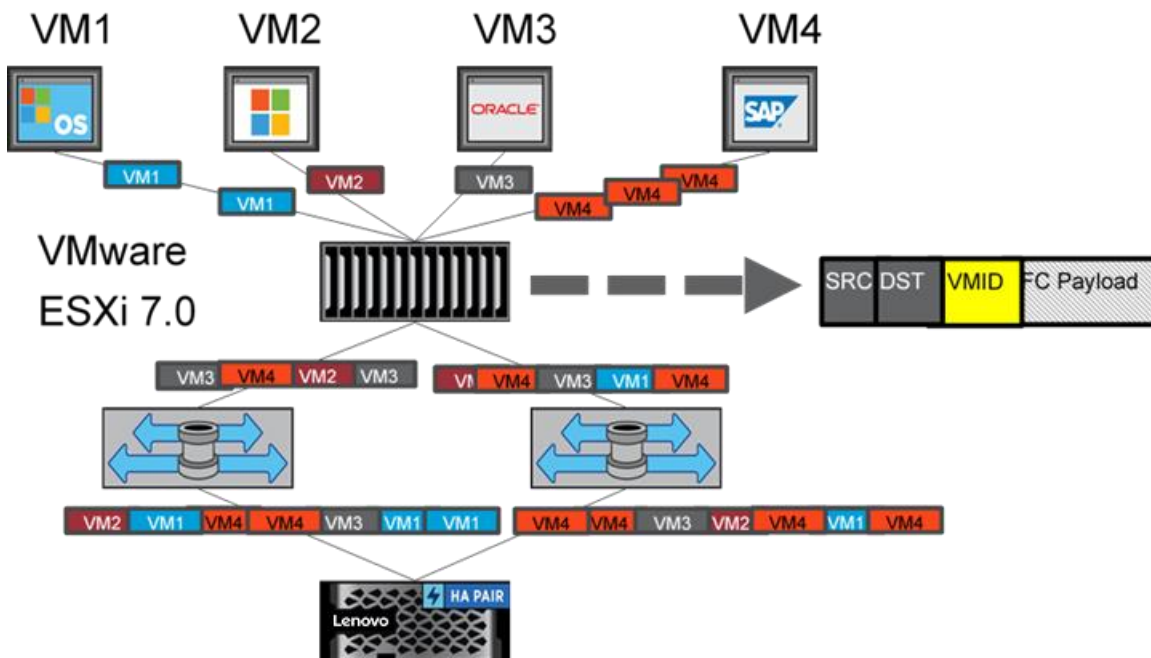 VM1 VM2 VM3 VM4
OS
ORACLE
SAP
VM1 VM2 VM3 VM4
VM1 VM4
VM4
VMware
ESXi 7.0
SRC DST VMID FC Payload
VM3 VM4 VM2 VM3
VM4 VM3 VM1 VM4
VM2 VM1 VM4 VM4 VM3 VM1 VM1
VM4 VM4 VM3 VM2 VM4 VM1 VM4
HA PAIR
Lenovo